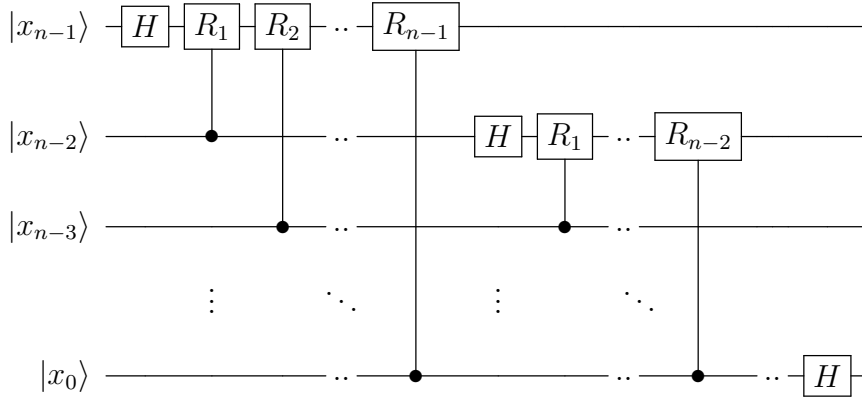 |x_{n−1}⟩ H R_1 R_2 ·· R_{n−1}
|x_{n−2}⟩ ·· H R_1 ·· R_{n−2}
|x_{n−3}⟩ ·· ··
⋮ ⋱ ⋮ ⋱
|x_0⟩ ·· ·· ·· H